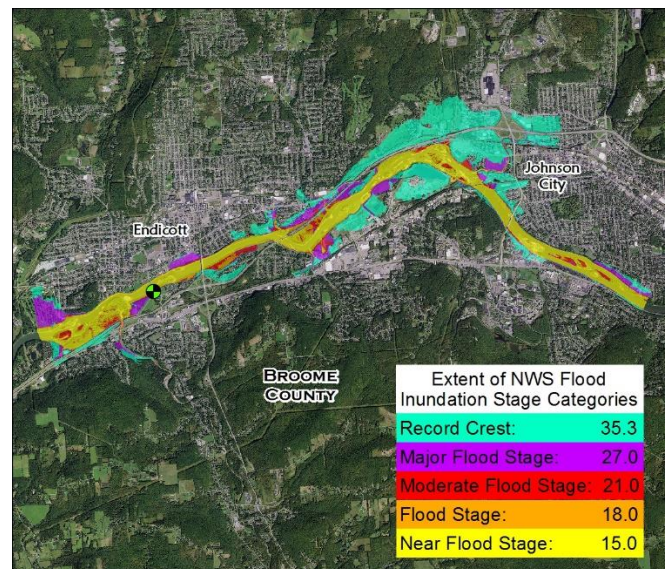 Johnson
City
Endicott
BROOME
COUNTY
Extent of NWS Flood
Inundation Stage Categories
Record Crest: 35.3
Major Flood Stage: 27.0
Moderate Flood Stage: 21.0
Flood Stage: 18.0
Near Flood Stage: 15.0